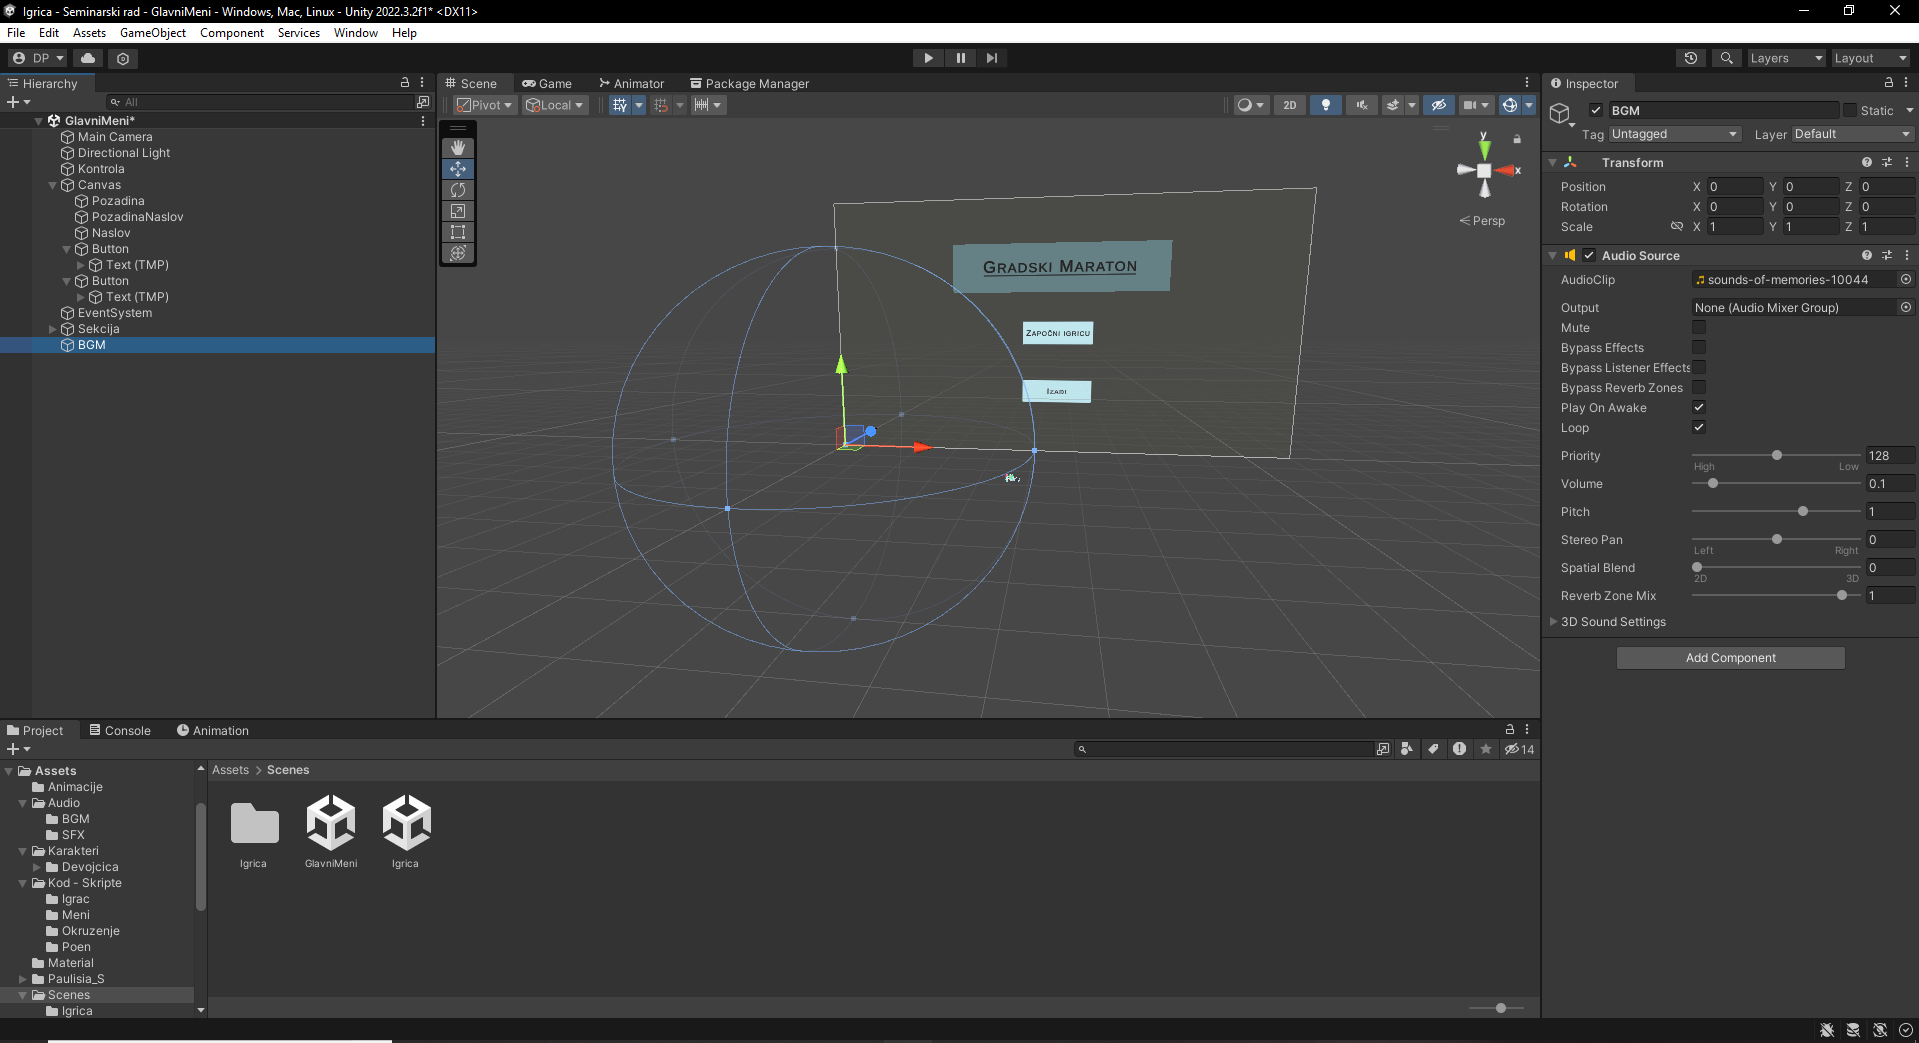 Igrica - Seminarski rad - GlavniMeni - Windows, Mac, Linux - Unity 2022.3.2f1* <DX11>
File Edit Assets GameObject Component Services Window Help
DP Layers Layout
Hierarchy
All
GlavniMeni*
Main Camera
Directional Light
Kontrola
Canvas
Pozadina
PozadinaNaslov
Naslov
Button
Text (TMP)
Button
Text (TMP)
EventSystem
Sekcija
BGM
Scene Game Animator Package Manager
Pivot Local 2D
y
x
Persp
Gradski Maraton
Započni igricu
Izađi
Inspector
BGM Static
Tag Untagged Layer Default
Transform
Position X 0 Y 0 Z 0
Rotation X 0 Y 0 Z 0
Scale X 1 Y 1 Z 1
Audio Source
AudioClip sounds-of-memories-10044
Output None (Audio Mixer Group)
Mute
Bypass Effects
Bypass Listener Effects
Bypass Reverb Zones
Play On Awake
Loop
Priority 128
High Low
Volume 0.1
Pitch 1
Stereo Pan 0
Left Right
Spatial Blend 0
2D 3D
Reverb Zone Mix 1
3D Sound Settings
Add Component
Project Console Animation
14
Assets
Animacije
Audio
BGM
SFX
Karakteri
Devojcica
Kod - Skripte
Igrac
Meni
Okruzenje
Poen
Material
Paulisia_S
Scenes
Igrica
Assets > Scenes
Igrica GlavniMeni Igrica